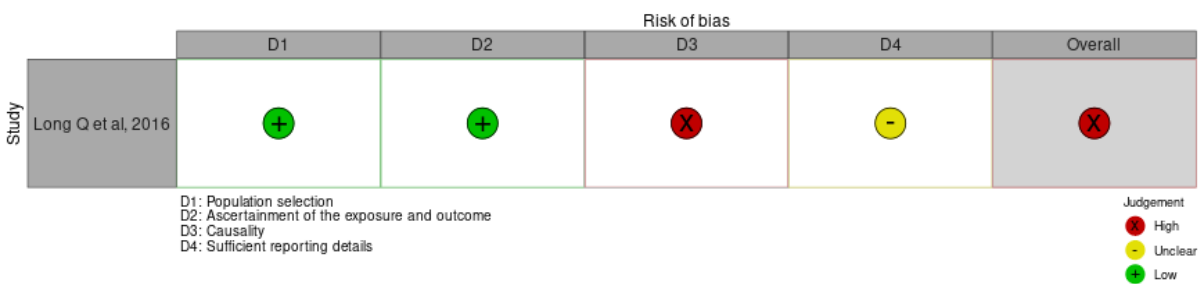 Risk of bias
D1 D2 D3 D4 Overall
Study
Long Q et al, 2016 + + X - X
D1: Population selection
D2: Ascertainment of the exposure and outcome
D3: Causality
D4: Sufficient reporting details
Judgement
X High
- Unclear
+ Low